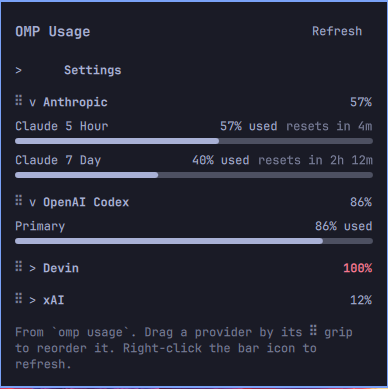 OMP Usage Refresh
> Settings
⠿ v Anthropic 57%
Claude 5 Hour 57% used resets in 4m
Claude 7 Day 40% used resets in 2h 12m
⠿ v OpenAI Codex 86%
Primary 86% used
⠿ > Devin 100%
⠿ > xAI 12%
From `omp usage`. Drag a provider by its ⠿ grip
to reorder it. Right-click the bar icon to
refresh.